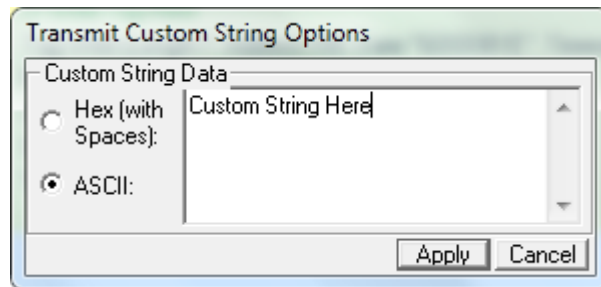 Transmit Custom String Options
Custom String Data
Hex (with
Spaces):
Custom String Here
ASCII:
Apply
Cancel